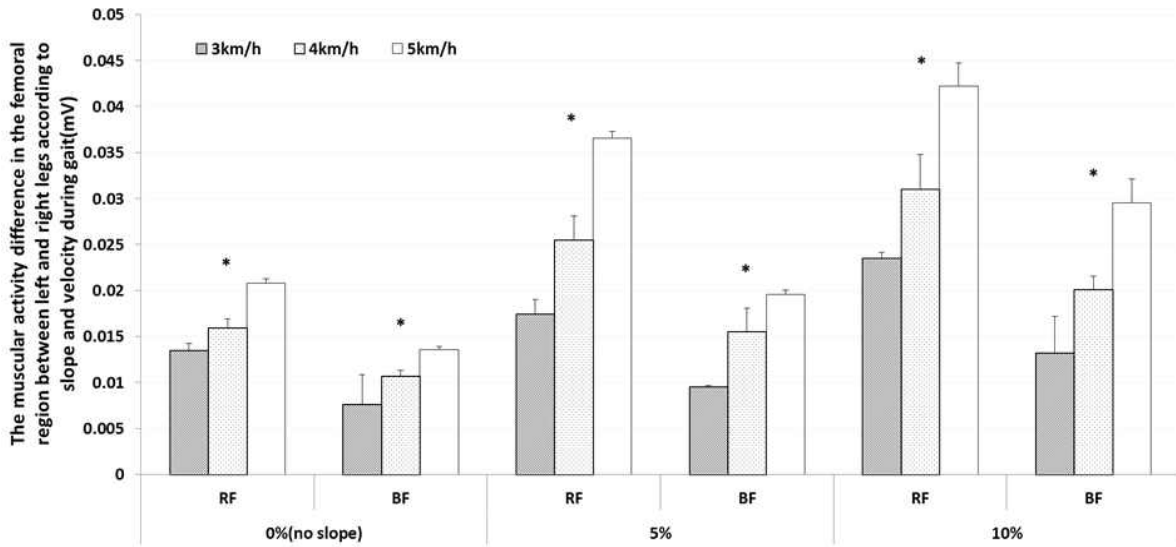 The muscular activity difference in the femoral
region between left and right legs according to
slope and velocity during gait(mV)
0.05
0.045
0.04
0.035
0.03
0.025
0.02
0.015
0.01
0.005
0
3km/h 4km/h 5km/h
* * * * * *
RF BF RF BF RF BF
0%(no slope) 5% 10%